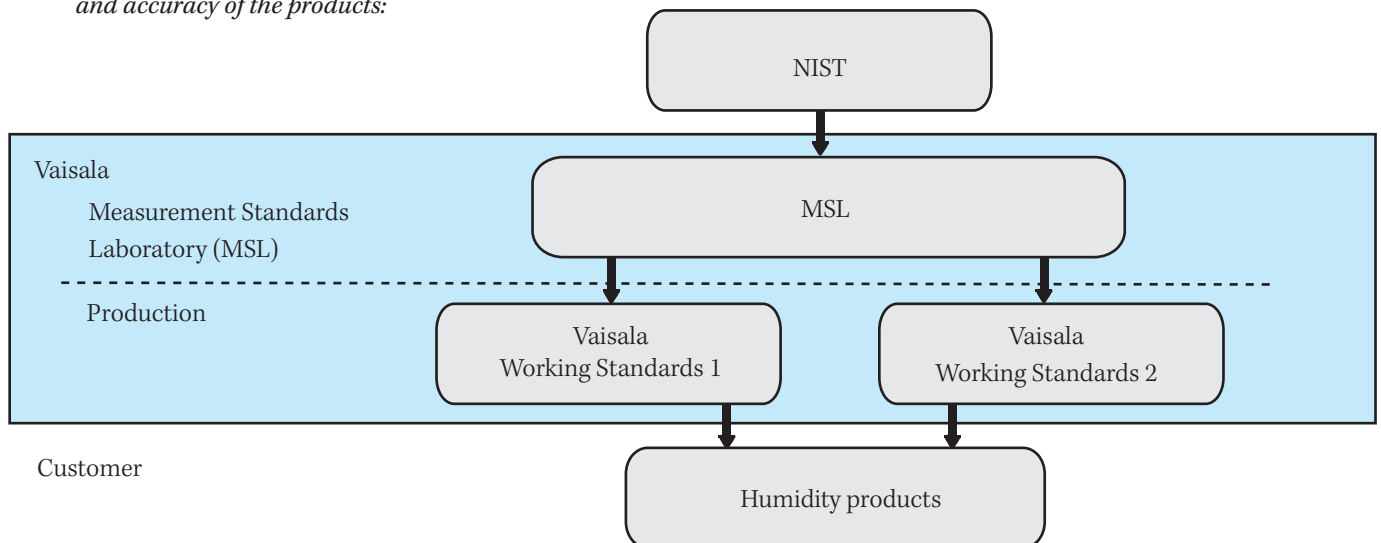 and accuracy of the products:
NIST
Vaisala
Measurement Standards
Laboratory (MSL)
MSL
Production
Vaisala
Working Standards 1
Vaisala
Working Standards 2
Customer
Humidity products